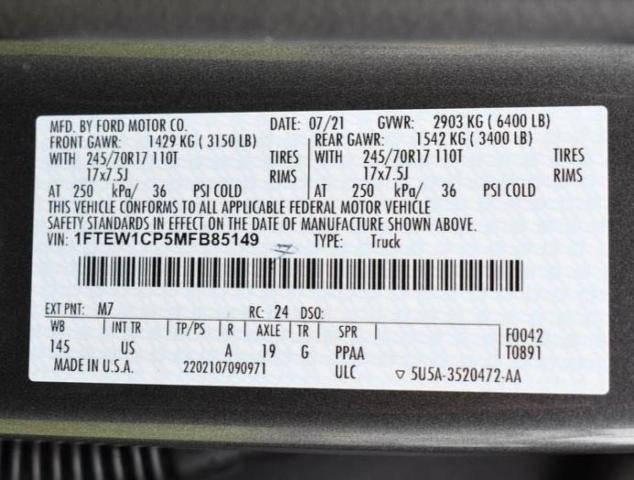 MFD. BY FORD MOTOR CO. DATE: 07/21 GVWR: 2903 KG ( 6400 LB)
FRONT GAWR: 1429 KG ( 3150 LB) REAR GAWR: 1542 KG ( 3400 LB)
WITH 245/70R17 110T TIRES WITH 245/70R17 110T TIRES
17x7.5J RIMS 17x7.5J RIMS
AT 250 kPa/ 36 PSI COLD AT 250 kPa/ 36 PSI COLD
THIS VEHICLE CONFORMS TO ALL APPLICABLE FEDERAL MOTOR VEHICLE
SAFETY STANDARDS IN EFFECT ON THE DATE OF MANUFACTURE SHOWN ABOVE.
VIN: 1FTEW1CP5MFB85149 TYPE: Truck
EXT PNT: M7 RC: 24 DSO:
WB | INT TR | TP/PS | R | AXLE | TR | SPR | F0042
145 US A 19 G PPAA T0891
MADE IN U.S.A. 2202107090971 ULC ▽ 5U5A-3520472-AA